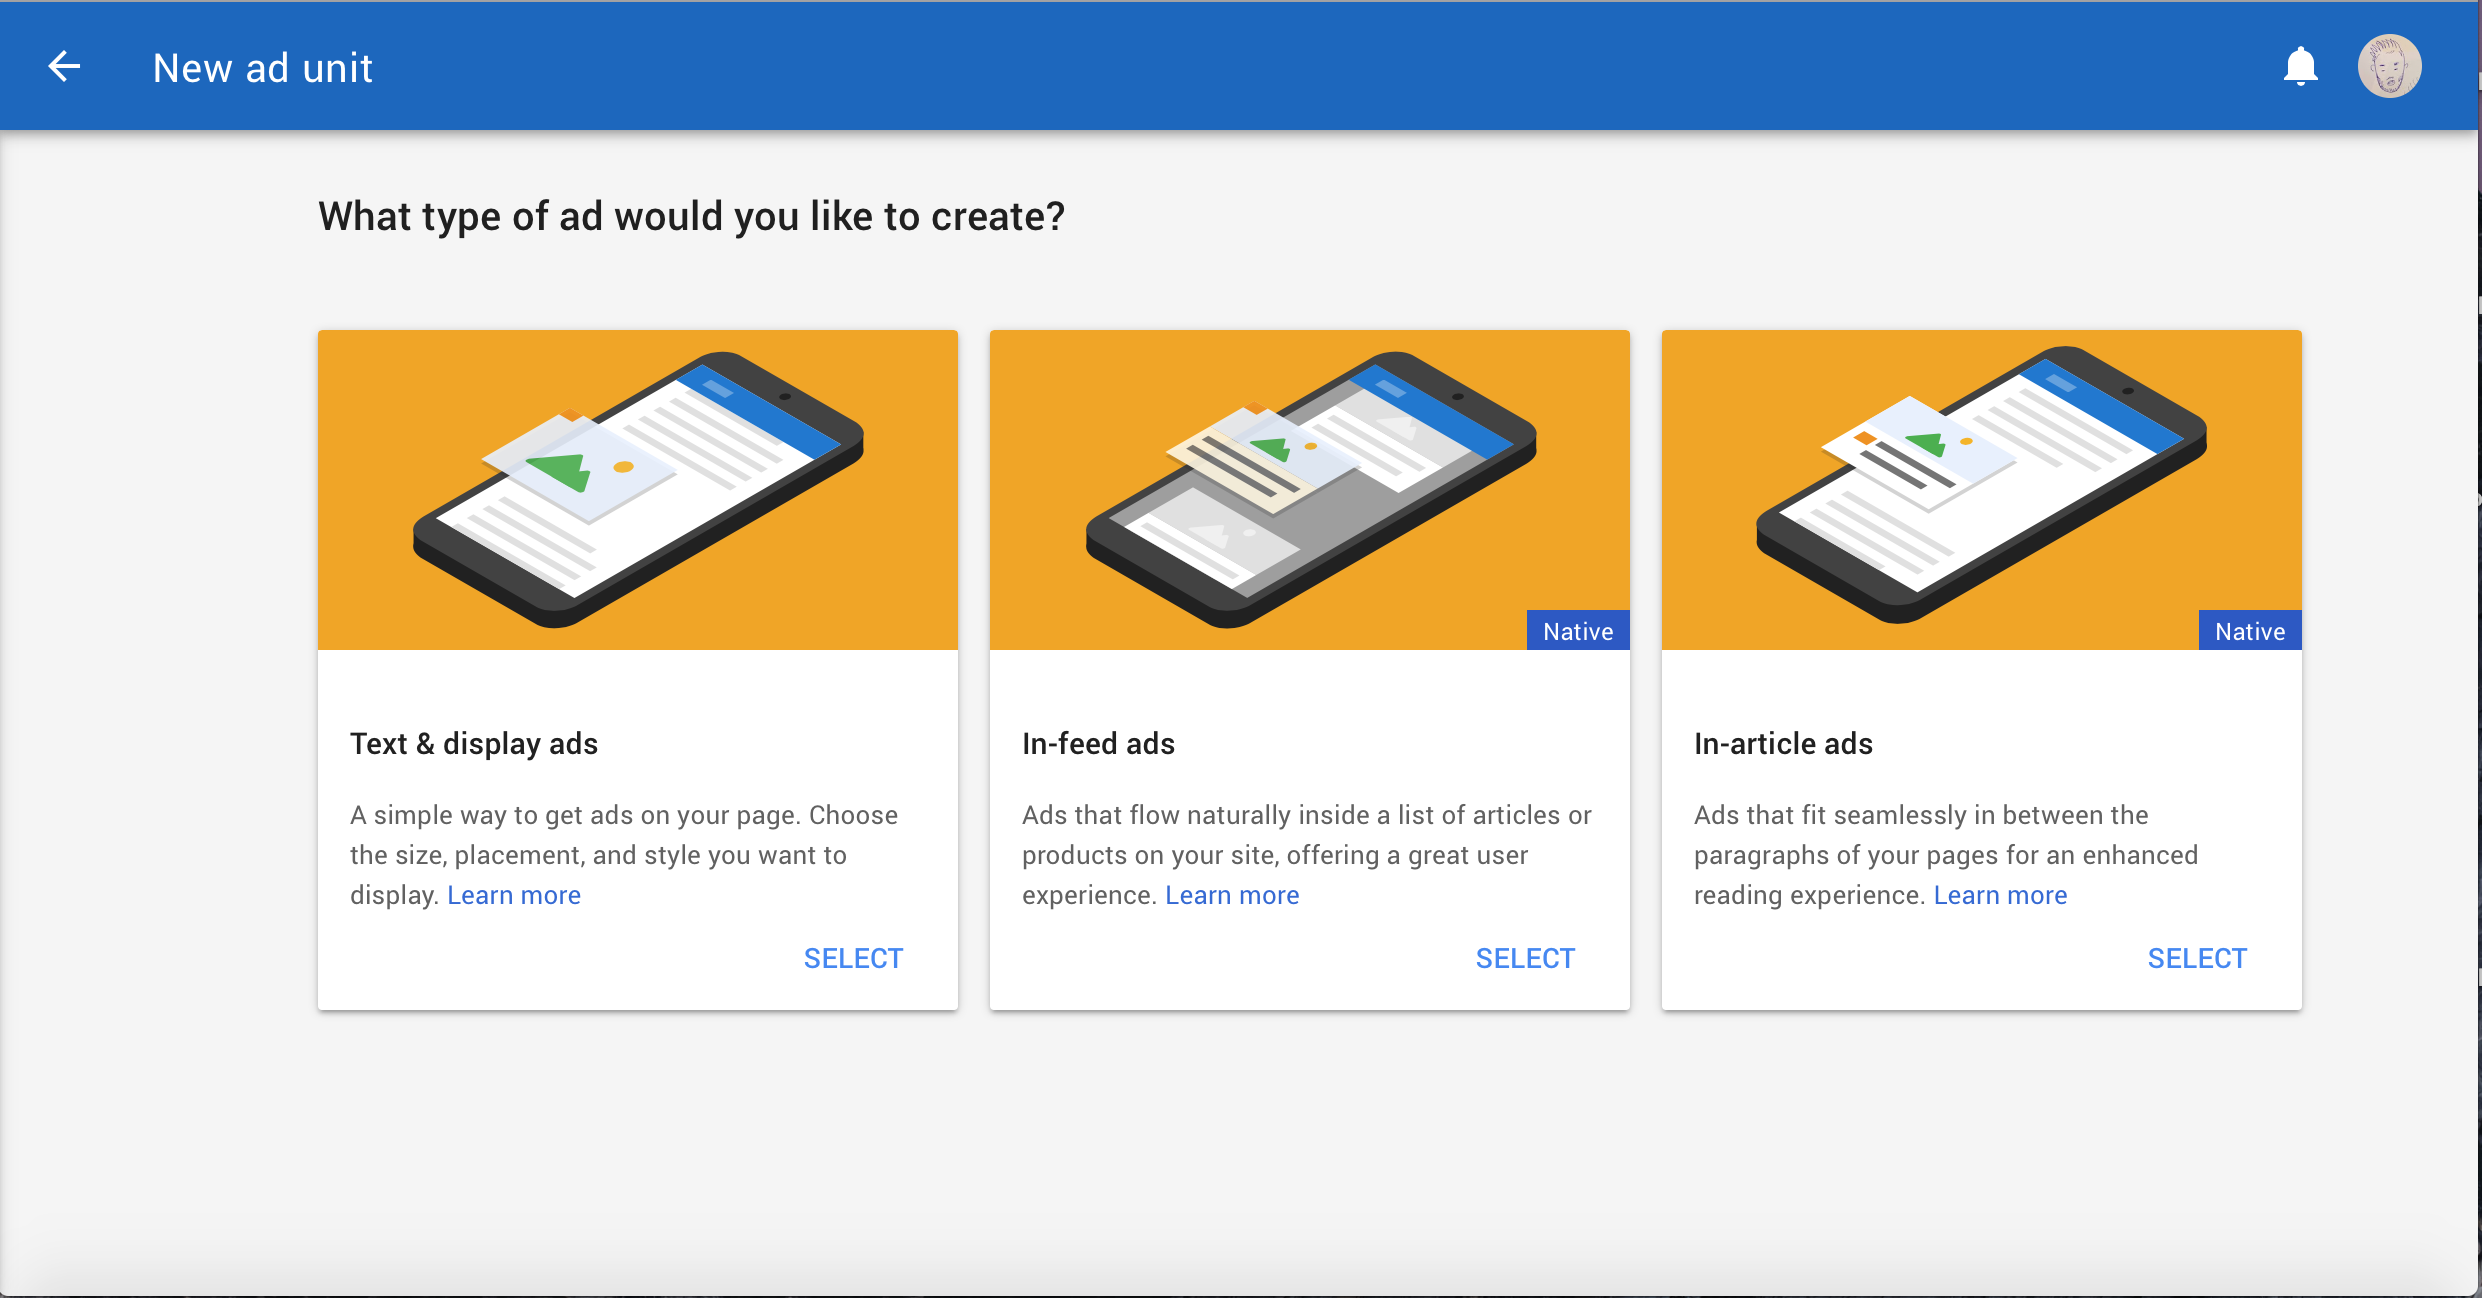 New ad unit
What type of ad would you like to create?
Native
Native
Text & display ads
A simple way to get ads on your page. Choose
the size, placement, and style you want to
display. Learn more
SELECT
In-feed ads
Ads that flow naturally inside a list of articles or
products on your site, offering a great user
experience. Learn more
SELECT
In-article ads
Ads that fit seamlessly in between the
paragraphs of your pages for an enhanced
reading experience. Learn more
SELECT